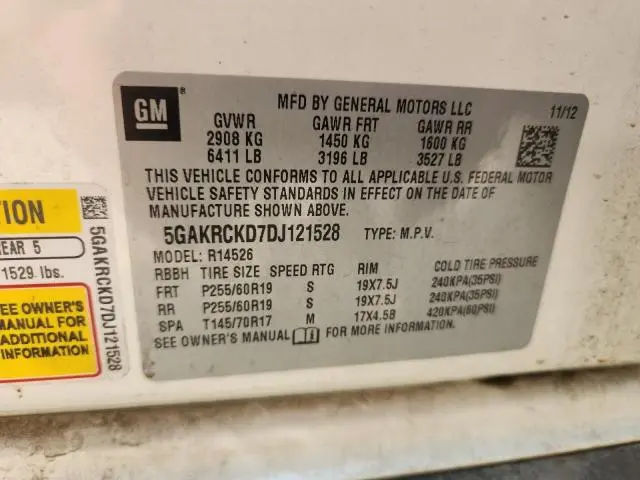 GM
MFD BY GENERAL MOTORS LLC 11/12
GVWR GAWR FRT GAWR RR
2908 KG 1450 KG 1600 KG
6411 LB 3196 LB 3527 LB
THIS VEHICLE CONFORMS TO ALL APPLICABLE U.S. FEDERAL MOTOR
VEHICLE SAFETY STANDARDS IN EFFECT ON THE DATE OF
MANUFACTURE SHOWN ABOVE.
5GAKRCKD7DJ121528 TYPE: M.P.V.
MODEL: R14526
RBBH TIRE SIZE SPEED RTG RIM COLD TIRE PRESSURE
FRT P255/60R19 S 19X7.5J 240KPA(35PSI)
RR P255/60R19 S 19X7.5J 240KPA(35PSI)
SPA T145/70R17 M 17X4.5B 420KPA(60PSI)
SEE OWNER'S MANUAL FOR MORE INFORMATION
TION
EAR 5
1529 lbs.
SEE OWNER'S
MANUAL FOR
ADDITIONAL
INFORMATION
5GAKRCKD7DJ121528